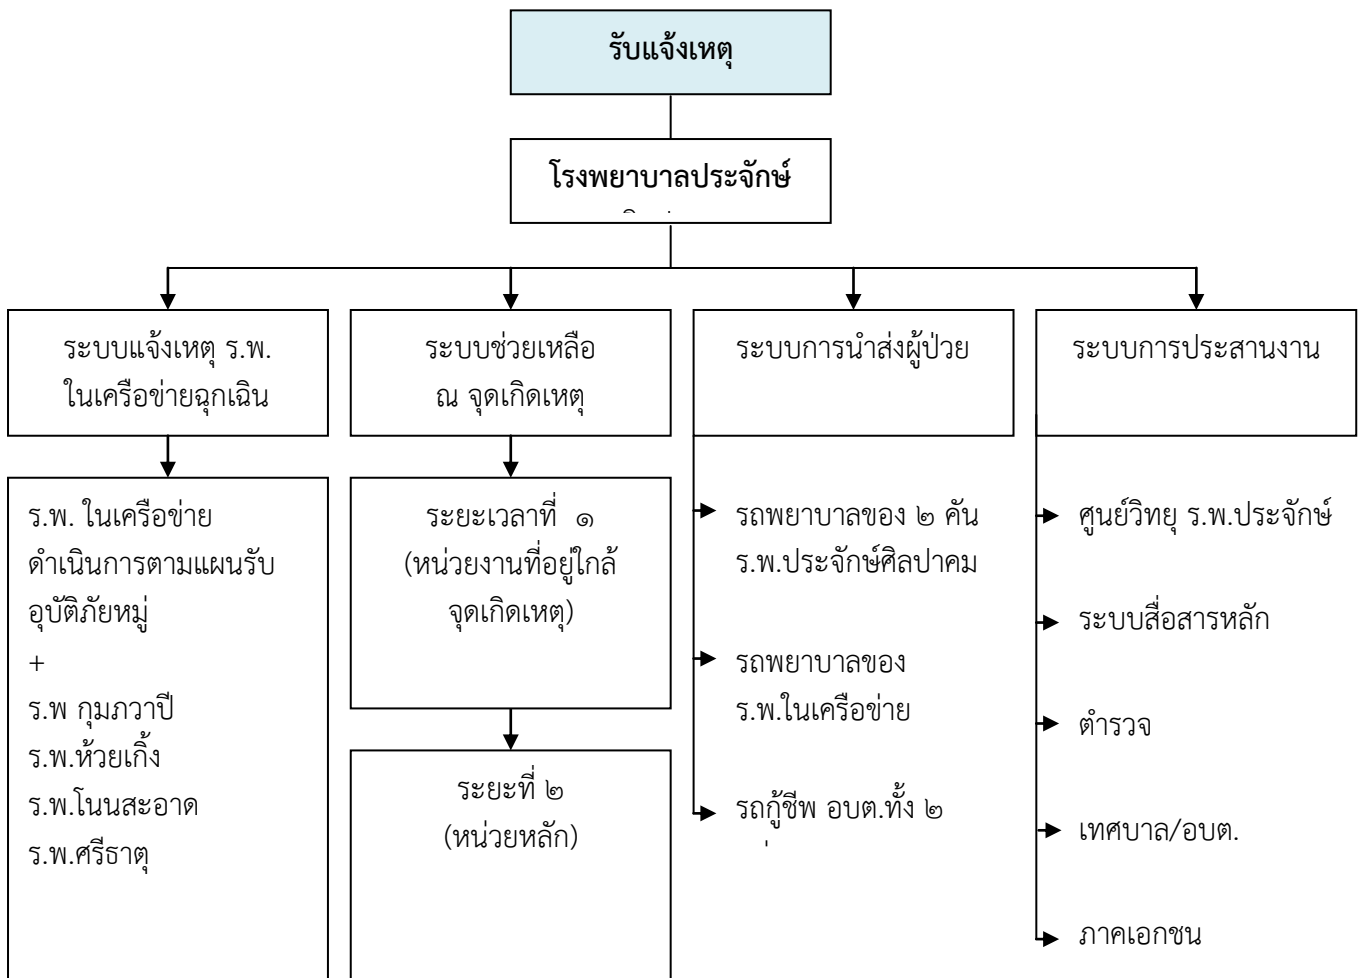 รับแจ้งเหตุ
โรงพยาบาลประจักษ์
ระบบแจ้งเหตุ ร.พ.
ในเครือข่ายฉุกเฉิน
ระบบช่วยเหลือ
ณ จุดเกิดเหตุ
ระบบการนำส่งผู้ป่วย
ระบบการประสานงาน
ร.พ. ในเครือข่าย
ดำเนินการตามแผนรับ
อุบัติภัยหมู่
+
ร.พ กุมภวาปี
ร.พ.ห้วยเกิ้ง
ร.พ.โนนสะอาด
ร.พ.ศรีธาตุ
ระยะเวลาที่ ๑
(หน่วยงานที่อยู่ใกล้
จุดเกิดเหตุ)
ระยะที่ ๒
(หน่วยหลัก)
รถพยาบาลของ ๒ คัน
ร.พ.ประจักษ์ศิลปาคม
รถพยาบาลของ
ร.พ.ในเครือข่าย
รถกู้ชีพ อบต.ทั้ง ๒
ศูนย์วิทยุ ร.พ.ประจักษ์
ระบบสื่อสารหลัก
ตำรวจ
เทศบาล/อบต.
ภาคเอกชน